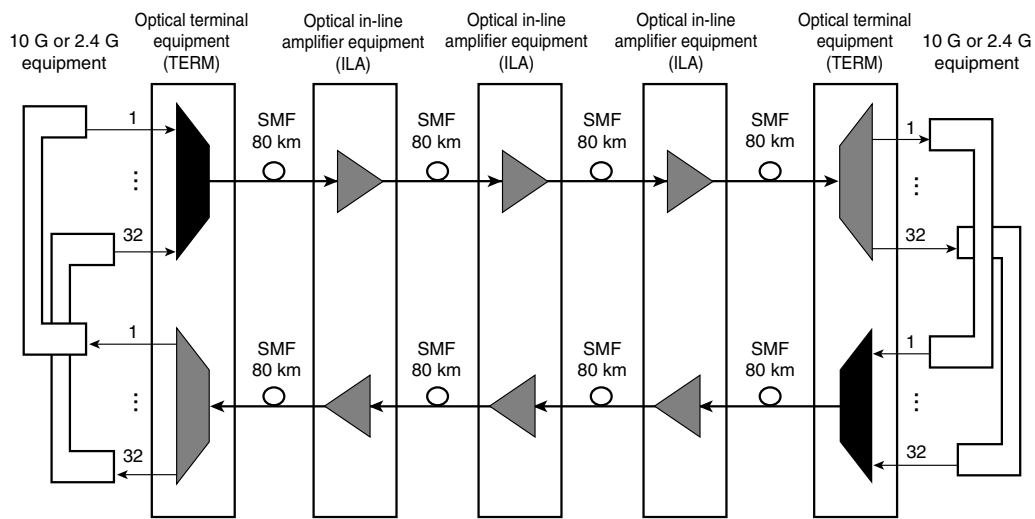 10 G or 2.4 G
equipment
Optical terminal
equipment
(TERM)
Optical in-line
amplifier equipment
(ILA)
Optical in-line
amplifier equipment
(ILA)
Optical in-line
amplifier equipment
(ILA)
Optical terminal
equipment
(TERM)
10 G or 2.4 G
equipment
1
...
32
SMF
80 km
SMF
80 km
SMF
80 km
SMF
80 km
1
...
32
1
...
32
SMF
80 km
SMF
80 km
SMF
80 km
SMF
80 km
1
...
32